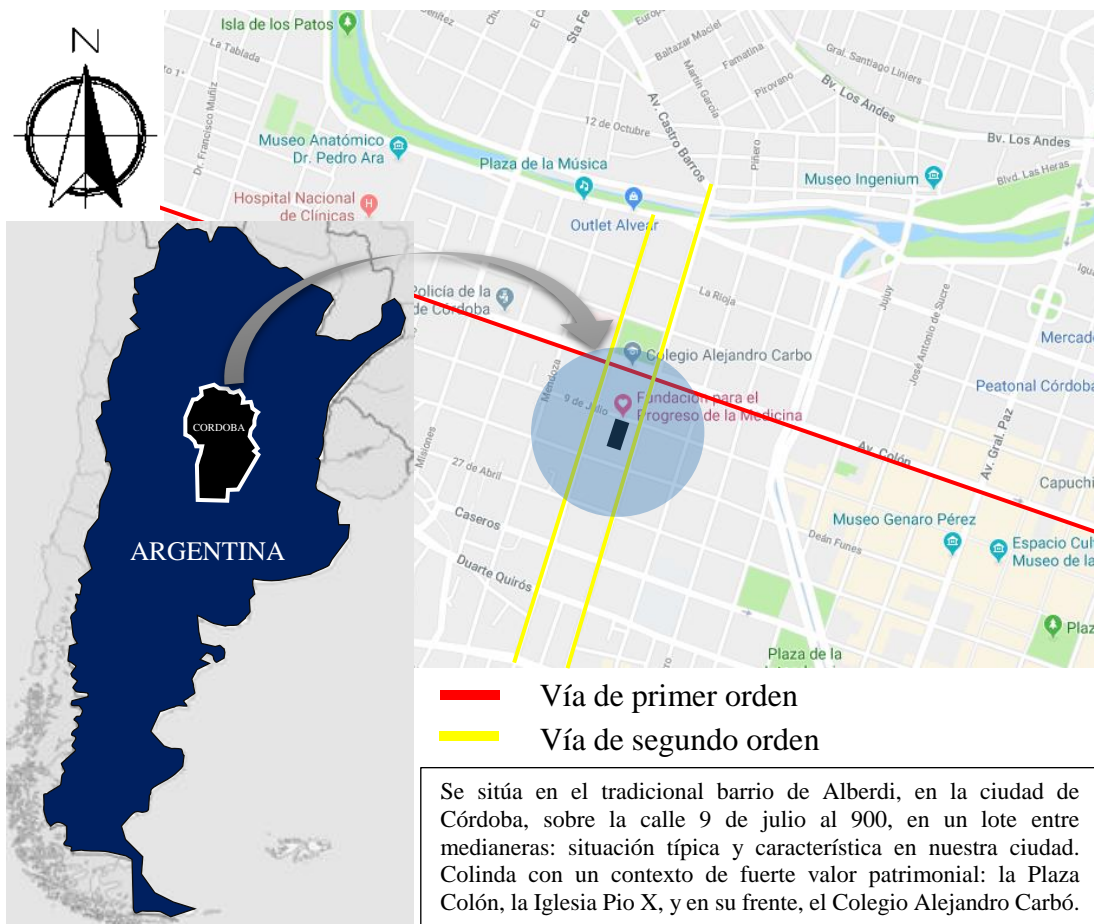 N
Isla de los Patos
La Tablada
Dr. Francisco Muñiz
Museo Anatómico
Dr. Pedro Ara
Hospital Nacional
de Clínicas
Baltazar Maciel
Famatina
Martín García
Pirovano
Gral. Santiago Liniers
Bv. Los Andes
Bv. Los Andes
Blvd. Las Heras
Av. Castro Barros
12 de Octubre
Piñero
Plaza de la Música
Museo Ingenium
Outlet Alvear
La Rioja
Jujuy
José Antonio de Sucre
Policía de la
de Córdoba
Colegio Alejandro Carbo
Mendoza
9 de Julio
Fundación para el
Progreso de la Medicina
Misiones
27 de Abril
Caseros
Duarte Quirós
Av. Colón
Av. Gral. Paz
Peatonal Córdoba
Deán Funes
Museo Genaro Pérez
Plaza de la
CORDOBA
ARGENTINA
Vía de primer orden
Vía de segundo orden
Se sitúa en el tradicional barrio de Alberdi, en la ciudad de
Córdoba, sobre la calle 9 de julio al 900, en un lote entre
medianeras: situación típica y característica en nuestra ciudad.
Colinda con un contexto de fuerte valor patrimonial: la Plaza
Colón, la Iglesia Pio X, y en su frente, el Colegio Alejandro Carbó.